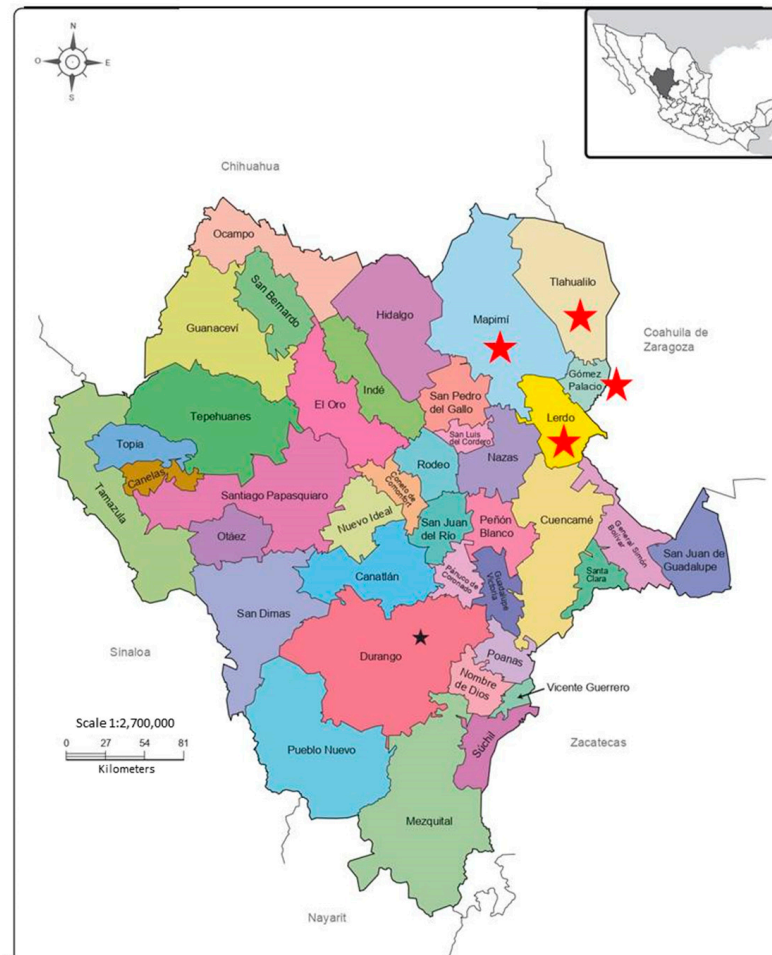 N
O
E
S
Chihuahua
Ocampo
San Bernardo
Guanaceví
Hidalgo
Mapimí
Tlahualilo
Coahuila de
Zaragoza
Gómez
Palacio
Indé
El Oro
San Pedro
del Gallo
Lerdo
Tepehuanes
San Luis
del Cordero
Topia
Canelas
Rodeo
Nazas
Tamazula
Santiago Papasquiaro
Coneto de
Comonfort
Nuevo Ideal
San Juan
del Río
Peñón
Blanco
Cuencamé
General Simón
Bolívar
San Juan de
Guadalupe
Otáez
Canatlán
Pánuco de
Coronado
Guadalupe
Victoria
Santa
Clara
San Dimas
Sinaloa
Durango
Poanas
Nombre
de Dios
Vicente Guerrero
Scale 1:2,700,000
0 27 54 81
Kilometers
Pueblo Nuevo
Súchil
Zacatecas
Mezquital
Nayarit